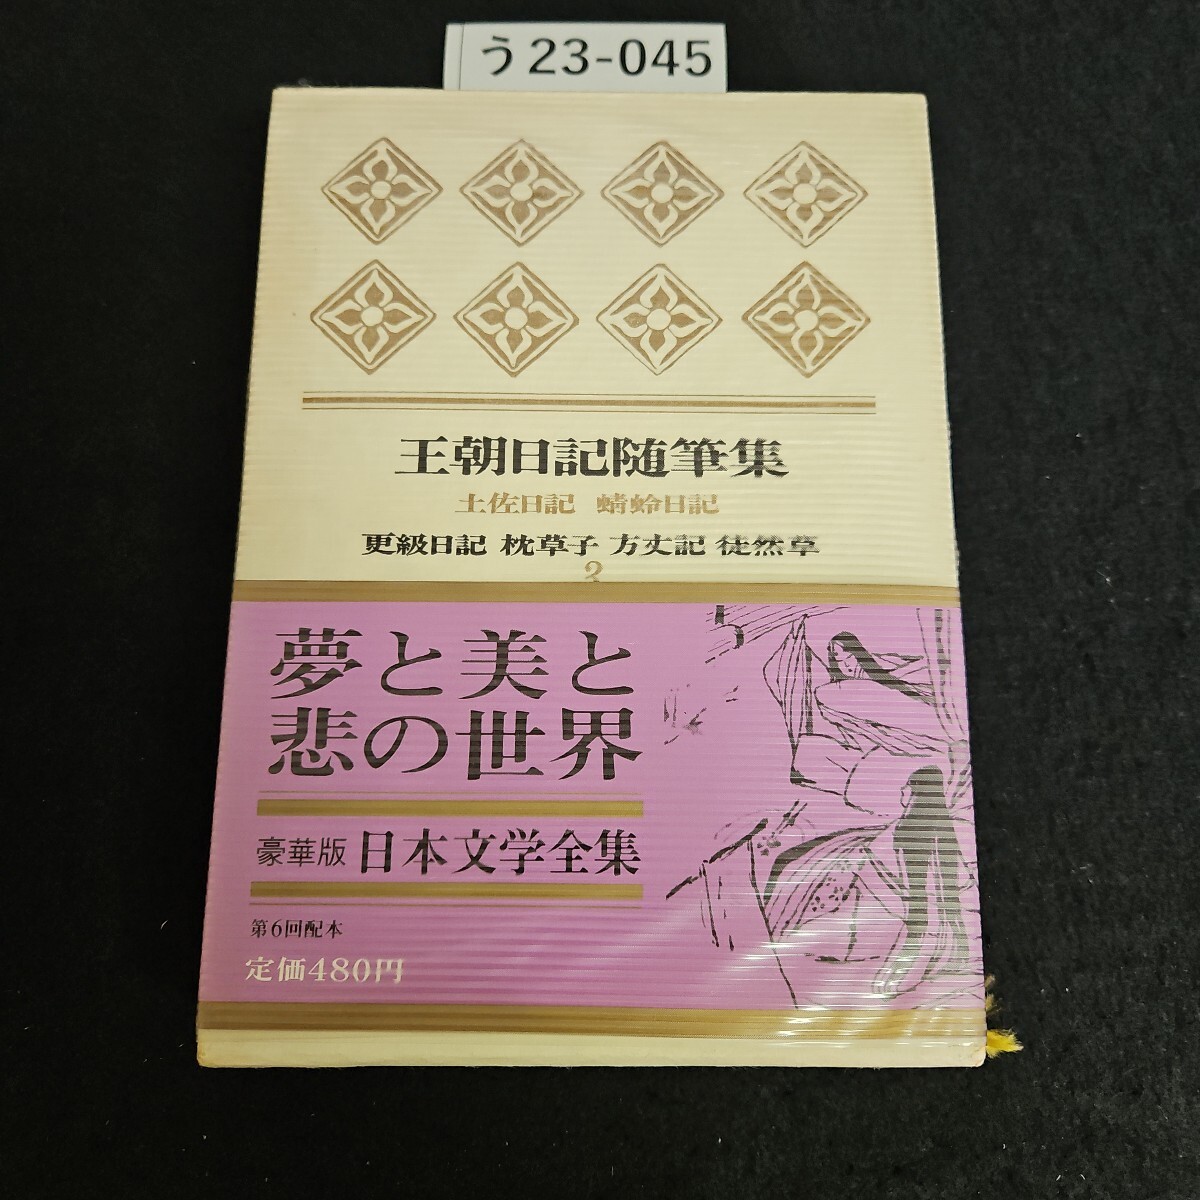 う23-045
王朝日記随筆集
土佐日記 蜻蛉日記
更級日記 枕草子 方丈記 徒然草
夢と美と
悲の世界
豪華版 日本文学全集
第6回配本
定価480円